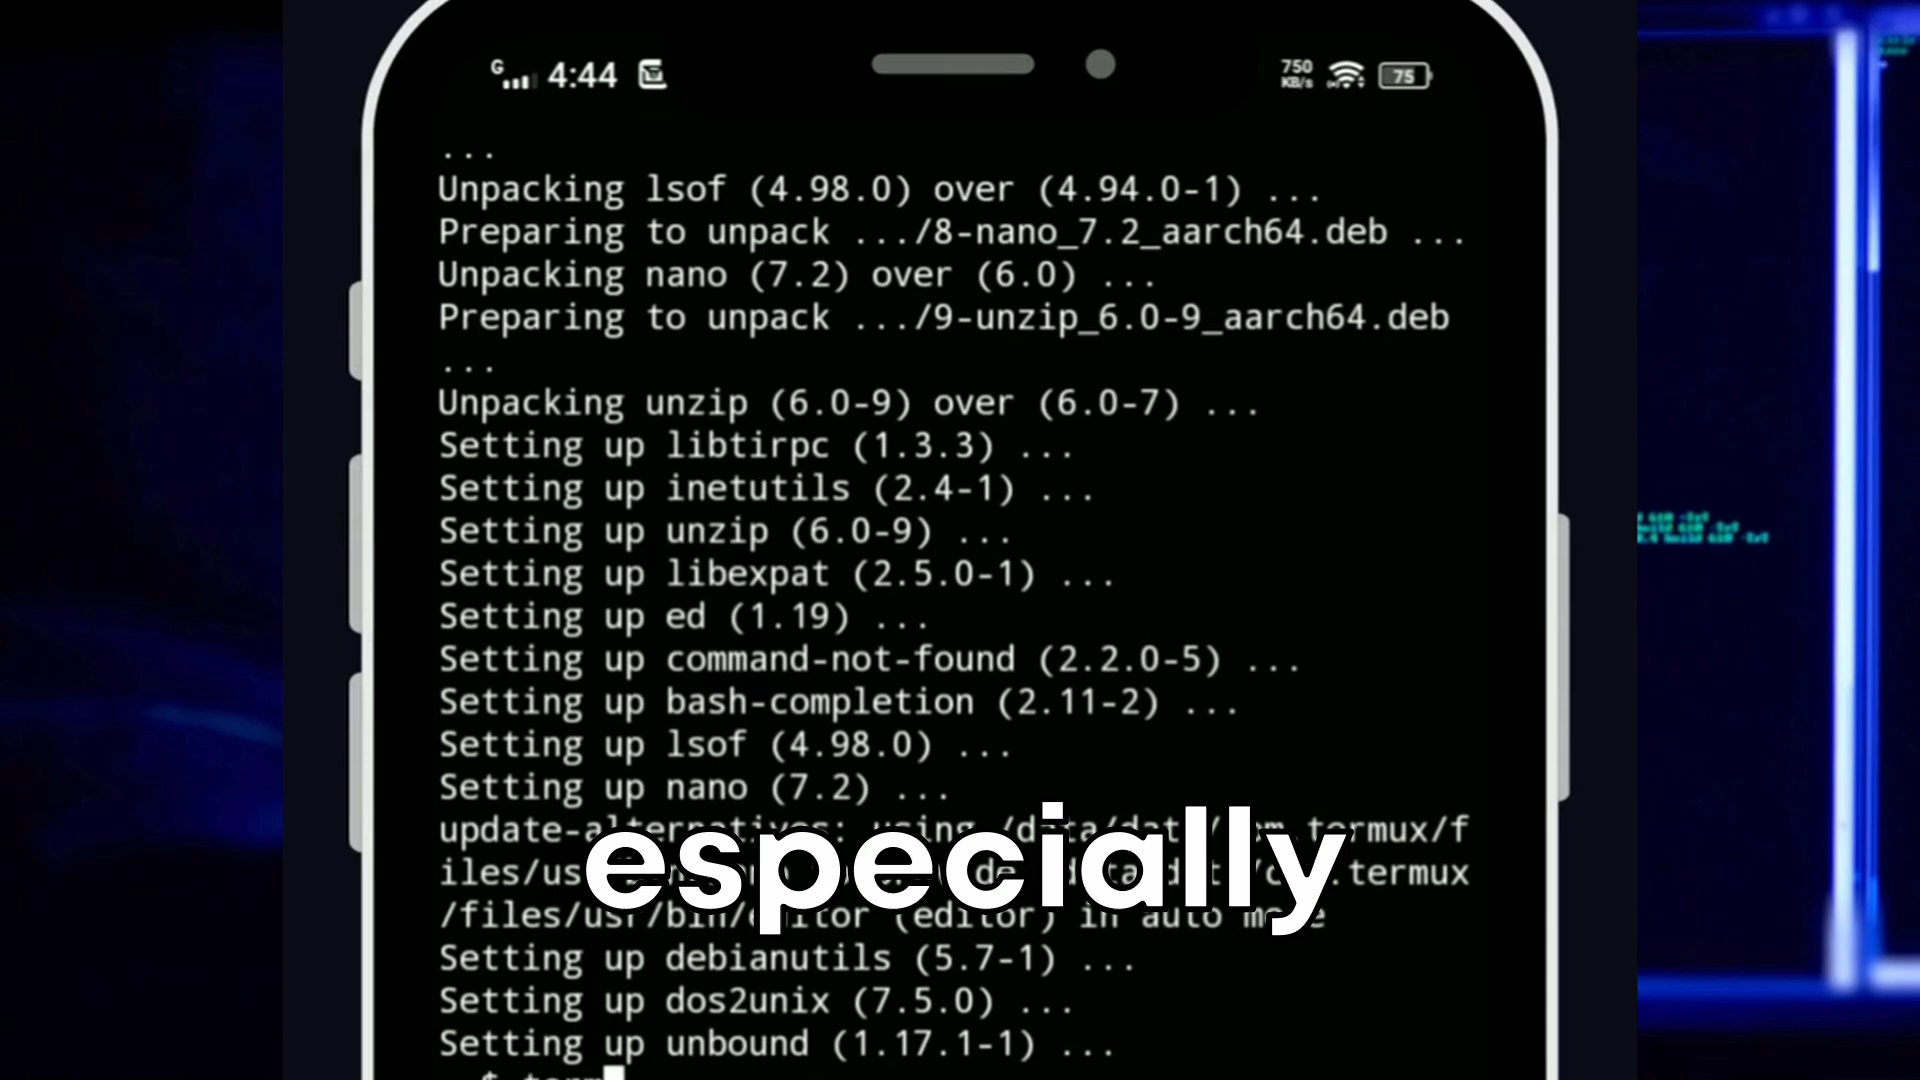 G 4:44 750 KB/s 75
...
Unpacking lsof (4.98.0) over (4.94.0-1) ...
Preparing to unpack .../8-nano_7.2_aarch64.deb ...
Unpacking nano (7.2) over (6.0) ...
Preparing to unpack .../9-unzip_6.0-9_aarch64.deb
...
Unpacking unzip (6.0-9) over (6.0-7) ...
Setting up libtirpc (1.3.3) ...
Setting up inetutils (2.4-1) ...
Setting up unzip (6.0-9) ...
Setting up libexpat (2.5.0-1) ...
Setting up ed (1.19) ...
Setting up command-not-found (2.2.0-5) ...
Setting up bash-completion (2.11-2) ...
Setting up lsof (4.98.0) ...
Setting up nano (7.2) ...
update-alternatives: using
especially
(editor) in auto
Setting up debianutils (5.7-1) ...
Setting up dos2unix (7.5.0) ...
Setting up unbound (1.17.1-1) ...